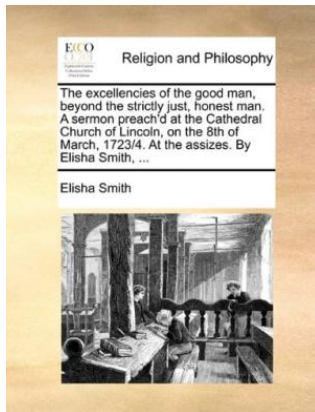 ECCO
Religion and Philosophy
The excellencies of the good man,
beyond the strictly just, honest man.
A sermon preach'd at the Cathedral
Church of Lincoln, on the 8th of
March, 1723/4. At the assizes. By
Elisha Smith, ...
Elisha Smith